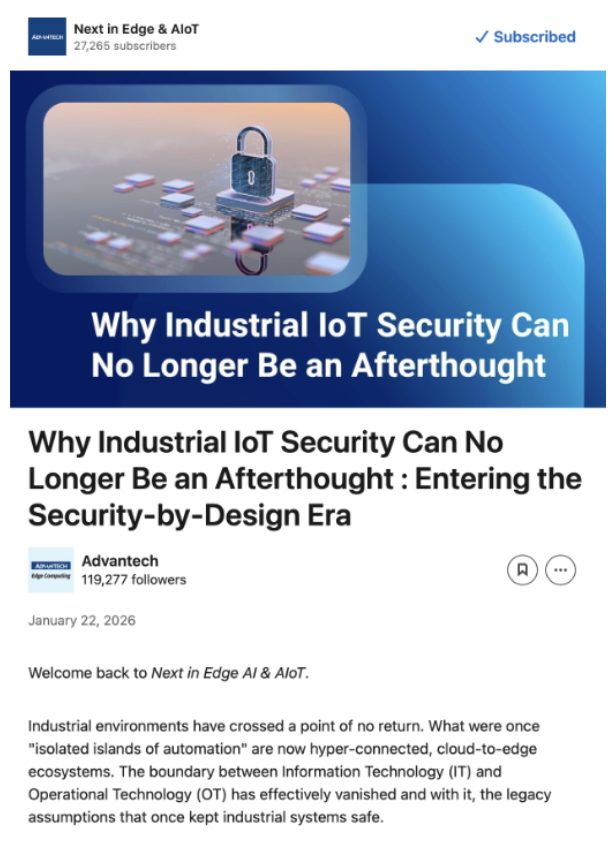 ADVANTECH
Next in Edge & AIoT
27,265 subscribers
✓ Subscribed
Why Industrial IoT Security Can
No Longer Be an Afterthought
Why Industrial IoT Security Can No
Longer Be an Afterthought : Entering the
Security-by-Design Era
ADVANTECH
Edge Computing
Advantech
119,277 followers
January 22, 2026
Welcome back to Next in Edge AI & AIoT.
Industrial environments have crossed a point of no return. What were once
"isolated islands of automation" are now hyper-connected, cloud-to-edge
ecosystems. The boundary between Information Technology (IT) and
Operational Technology (OT) has effectively vanished and with it, the legacy
assumptions that once kept industrial systems safe.